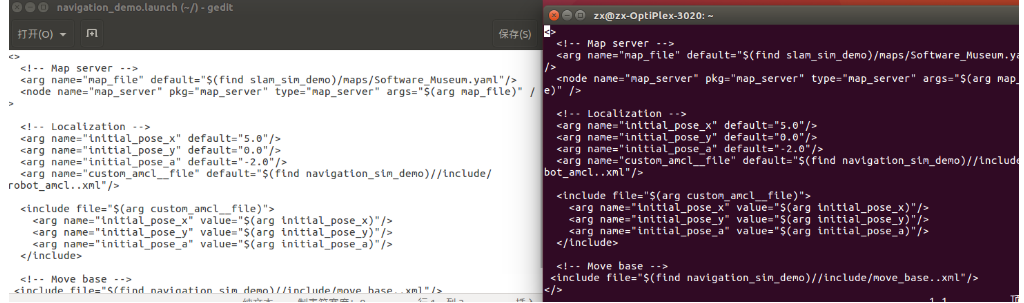 navigation_demo.launch (~/) - gedit
打开(O)
保存(S)
<>
<!-- Map server -->
<arg name="map_file" default="$(find slam_sim_demo)/maps/Software_Museum.yaml"/>
<node name="map_server" pkg="map_server" type="map_server" args="$(arg map_file)" /
>
<!-- Localization -->
<arg name="initial_pose_x" default="5.0"/>
<arg name="initial_pose_y" default="0.0"/>
<arg name="initial_pose_a" default="-2.0"/>
<arg name="custom_amcl__file" default="$(find navigation_sim_demo)//include/
robot_amcl..xml"/>
<include file="$(arg custom_amcl__file)">
<arg name="initial_pose_x" value="$(arg initial_pose_x)"/>
<arg name="initial_pose_y" value="$(arg initial_pose_y)"/>
<arg name="initial_pose_a" value="$(arg initial_pose_a)"/>
</include>
<!-- Move base -->
<include file="$(find navigation_sim_demo)//include/move_base..xml"/>
zx@zx-OptiPlex-3020: ~
<>
<!-- Map server -->
<arg name="map_file" default="$(find slam_sim_demo)/maps/Software_Museum.ya
/>
<node name="map_server" pkg="map_server" type="map_server" args="$(arg map_
e)" />
<!-- Localization -->
<arg name="initial_pose_x" default="5.0"/>
<arg name="initial_pose_y" default="0.0"/>
<arg name="initial_pose_a" default="-2.0"/>
<arg name="custom_amcl__file" default="$(find navigation_sim_demo)//include/
bot_amcl..xml"/>
<include file="$(arg custom_amcl__file)">
<arg name="initial_pose_x" value="$(arg initial_pose_x)"/>
<arg name="initial_pose_y" value="$(arg initial_pose_y)"/>
<arg name="initial_pose_a" value="$(arg initial_pose_a)"/>
</include>
<!-- Move base -->
<include file="$(find navigation_sim_demo)//include/move_base..xml"/>
</>